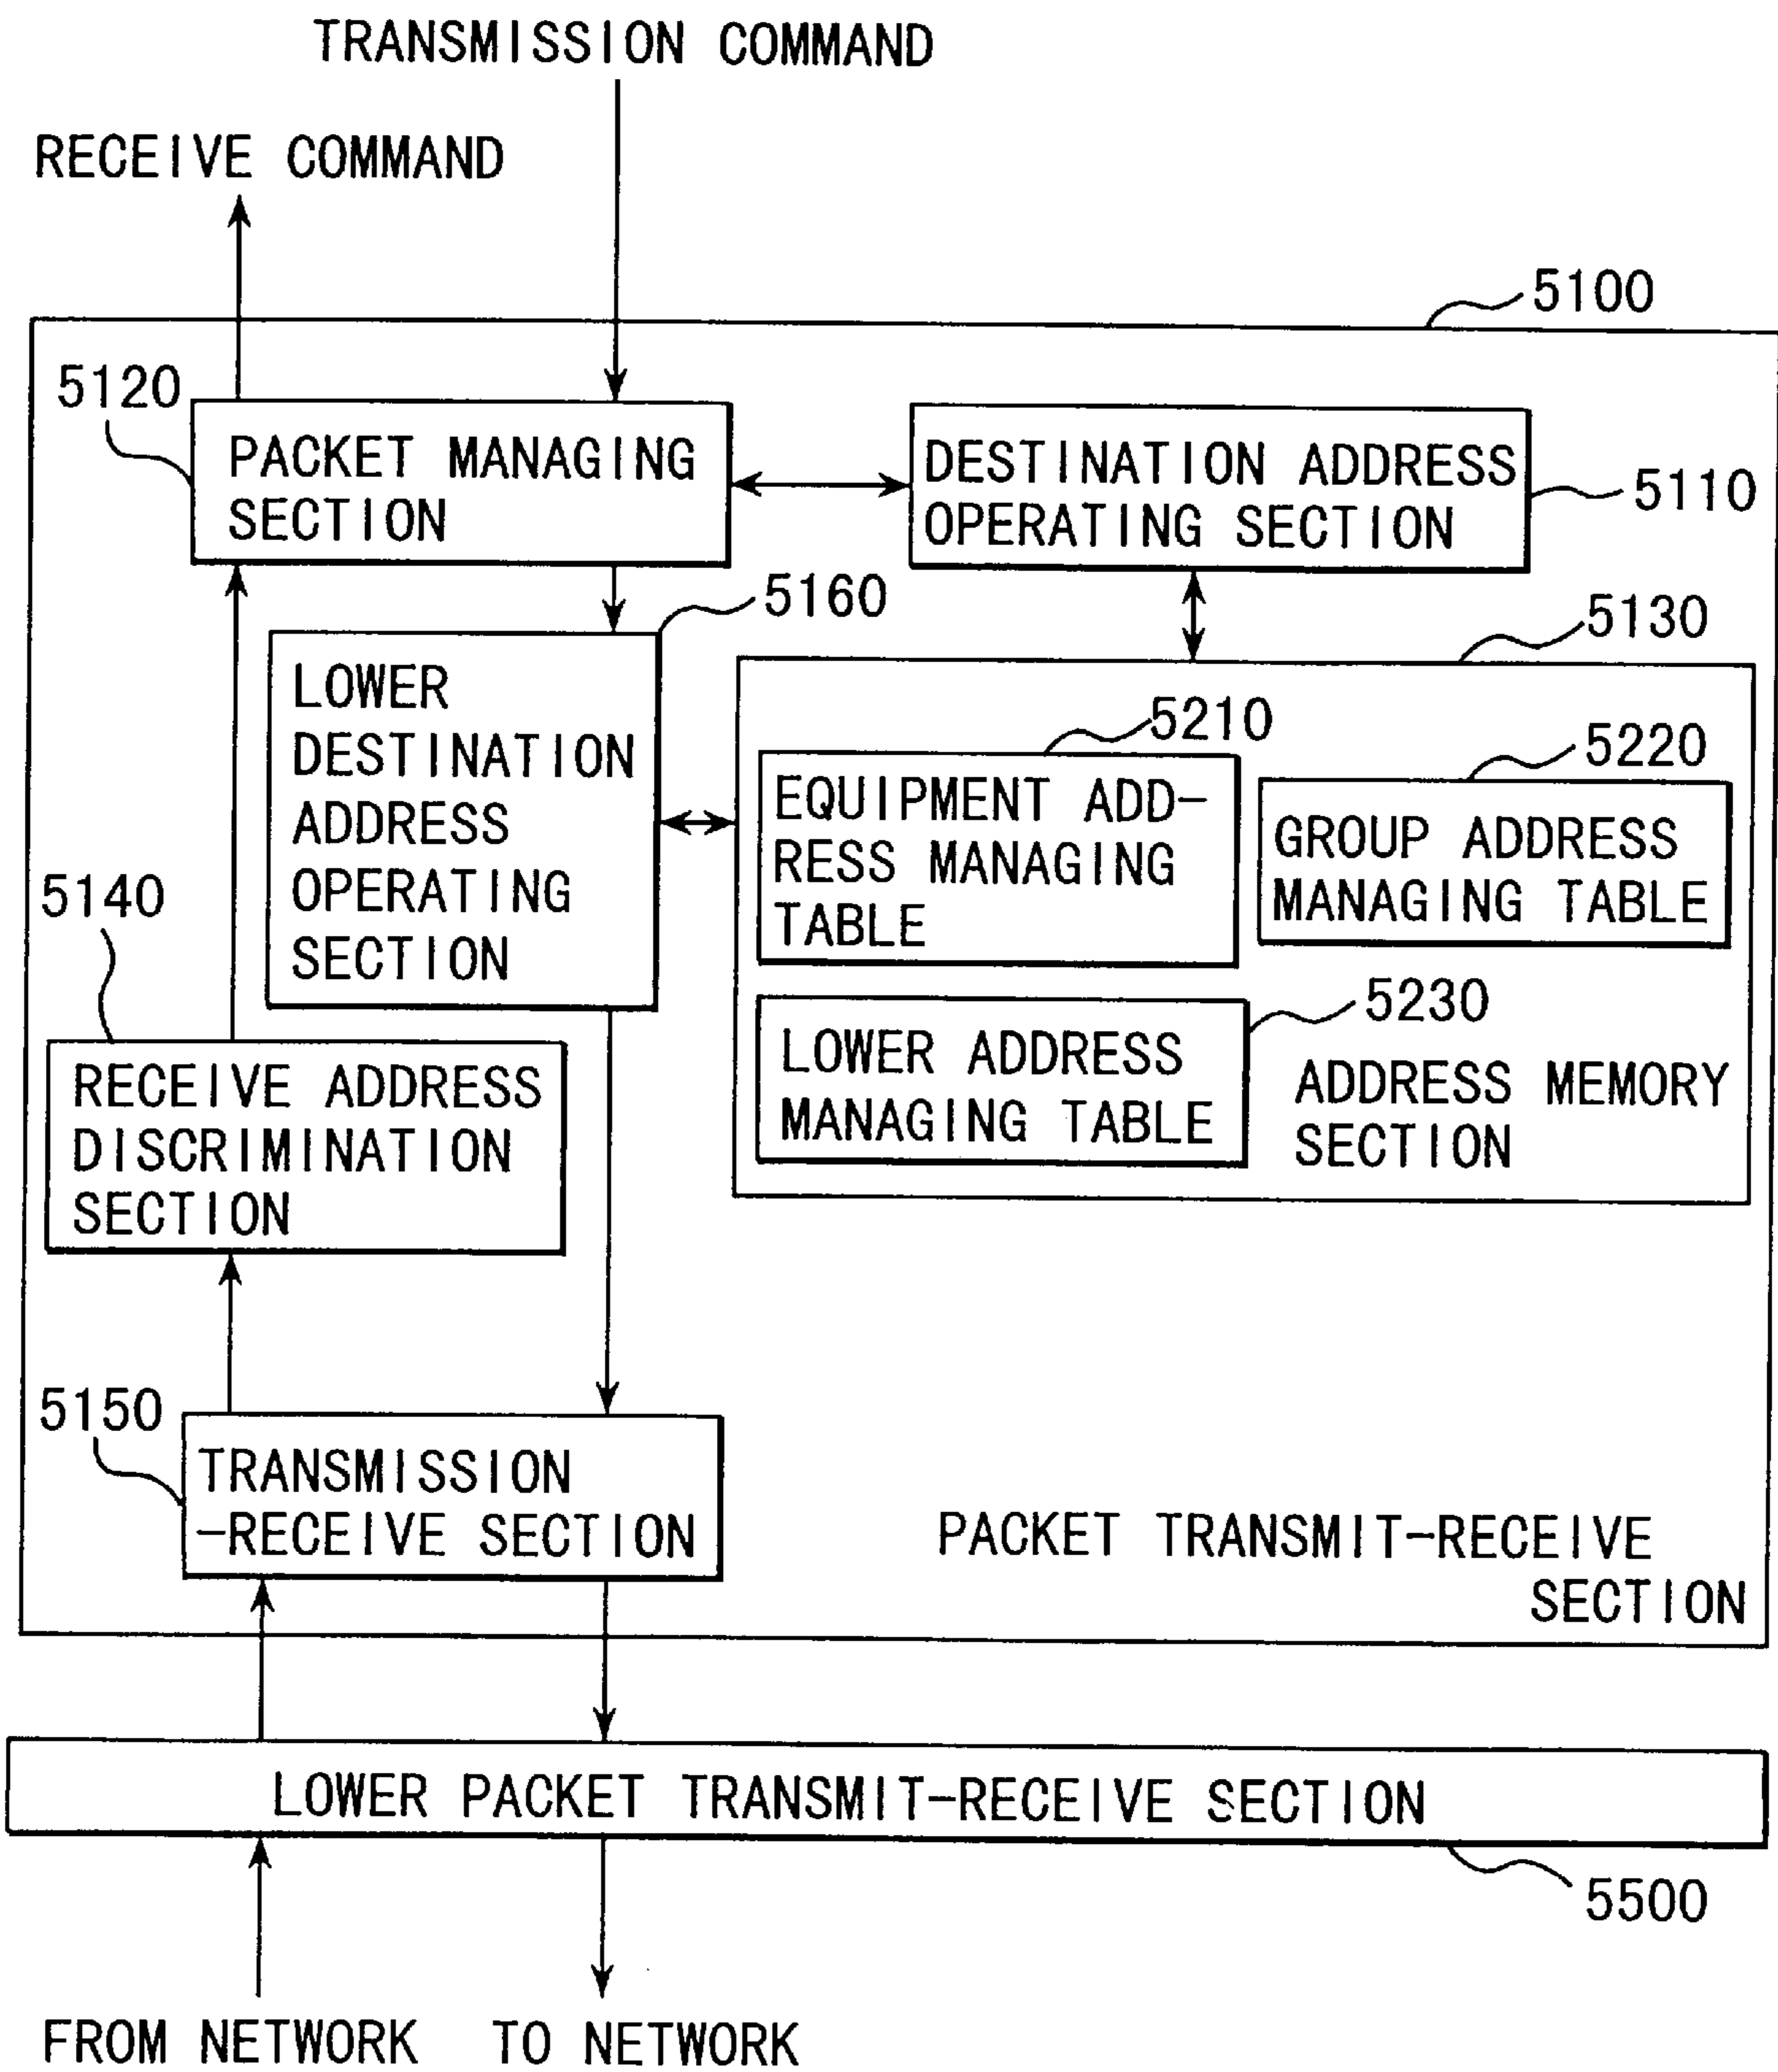 TRANSMISSION COMMAND
RECEIVE COMMAND
5100
5120
PACKET MANAGING
SECTION
DESTINATION ADDRESS
OPERATING SECTION
5110
5160
5130
LOWER
DESTINATION
ADDRESS
OPERATING
SECTION
5210
EQUIPMENT ADD-
RESS MANAGING
TABLE
5220
GROUP ADDRESS
MANAGING TABLE
5140
5230
LOWER ADDRESS
MANAGING TABLE
ADDRESS MEMORY
SECTION
RECEIVE ADDRESS
DISCRIMINATION
SECTION
5150
TRANSMISSION
-RECEIVE SECTION
PACKET TRANSMIT-RECEIVE
SECTION
LOWER PACKET TRANSMIT-RECEIVE SECTION
5500
FROM NETWORK
TO NETWORK